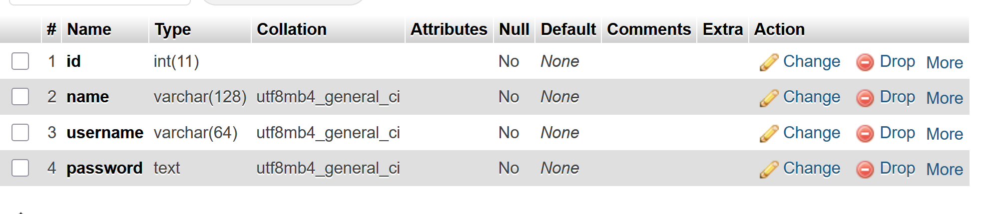 # Name Type Collation Attributes Null Default Comments Extra Action
1 id int(11) No None Change Drop More
2 name varchar(128) utf8mb4_general_ci No None Change Drop More
3 username varchar(64) utf8mb4_general_ci No None Change Drop More
4 password text utf8mb4_general_ci No None Change Drop More